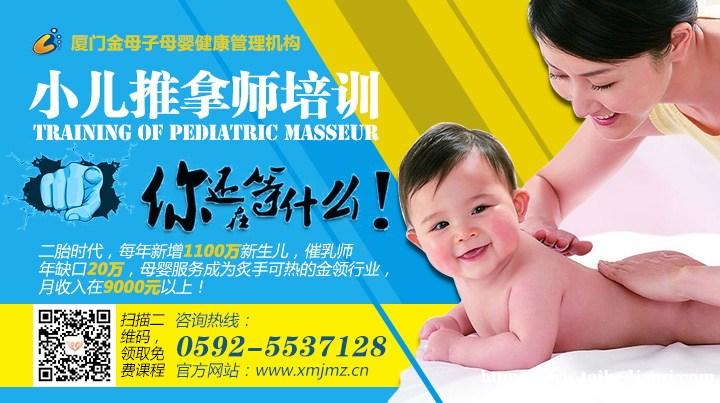 厦门金母子母婴健康管理机构
小儿推拿师培训
TRAINING OF PEDIATRIC MASSEUR
你还在等什么！
二胎时代，每年新增1100万新生儿，催乳师
年缺口20万，母婴服务成为炙手可热的金领行业，
月收入在9000元以上！
扫描二
维码，
领取免
费课程
咨询热线：
0592-5537128
官方网站：www.xmjmz.cn